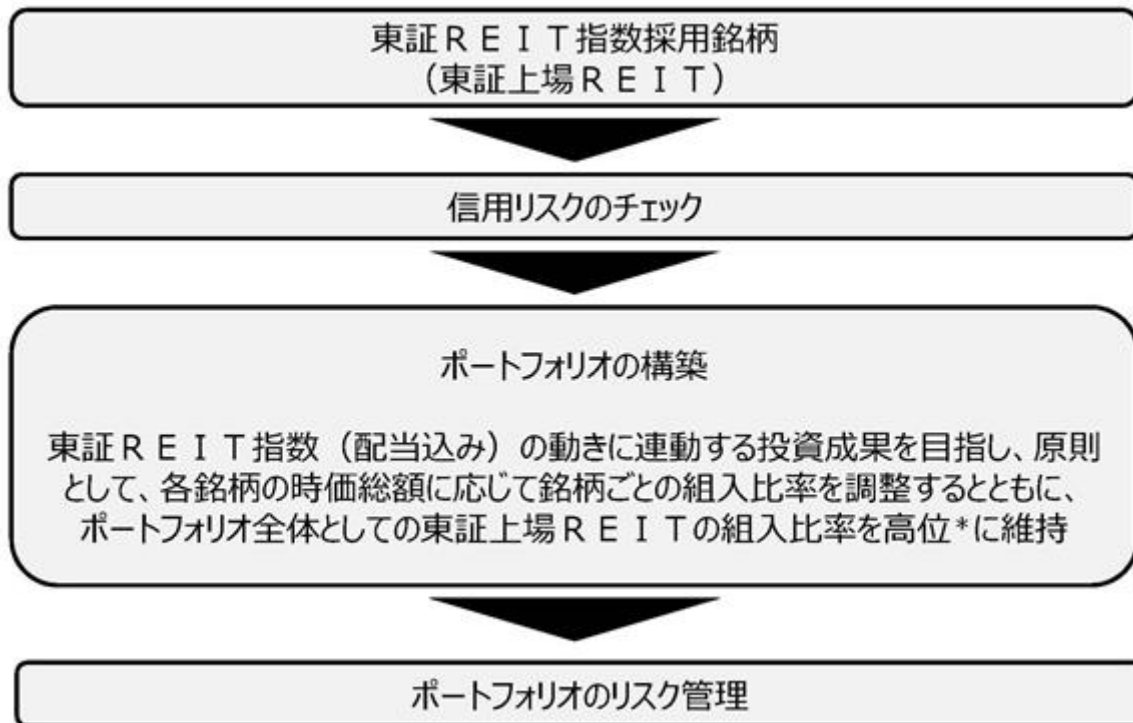 東証ＲＥＩＴ指数採用銘柄
（東証上場ＲＥＩＴ）
信用リスクのチェック
ポートフォリオの構築
東証ＲＥＩＴ指数（配当込み）の動きに連動する投資成果を目指し、原則
として、各銘柄の時価総額に応じて銘柄ごとの組入比率を調整するとともに、
ポートフォリオ全体としての東証上場ＲＥＩＴの組入比率を高位*に維持
ポートフォリオのリスク管理